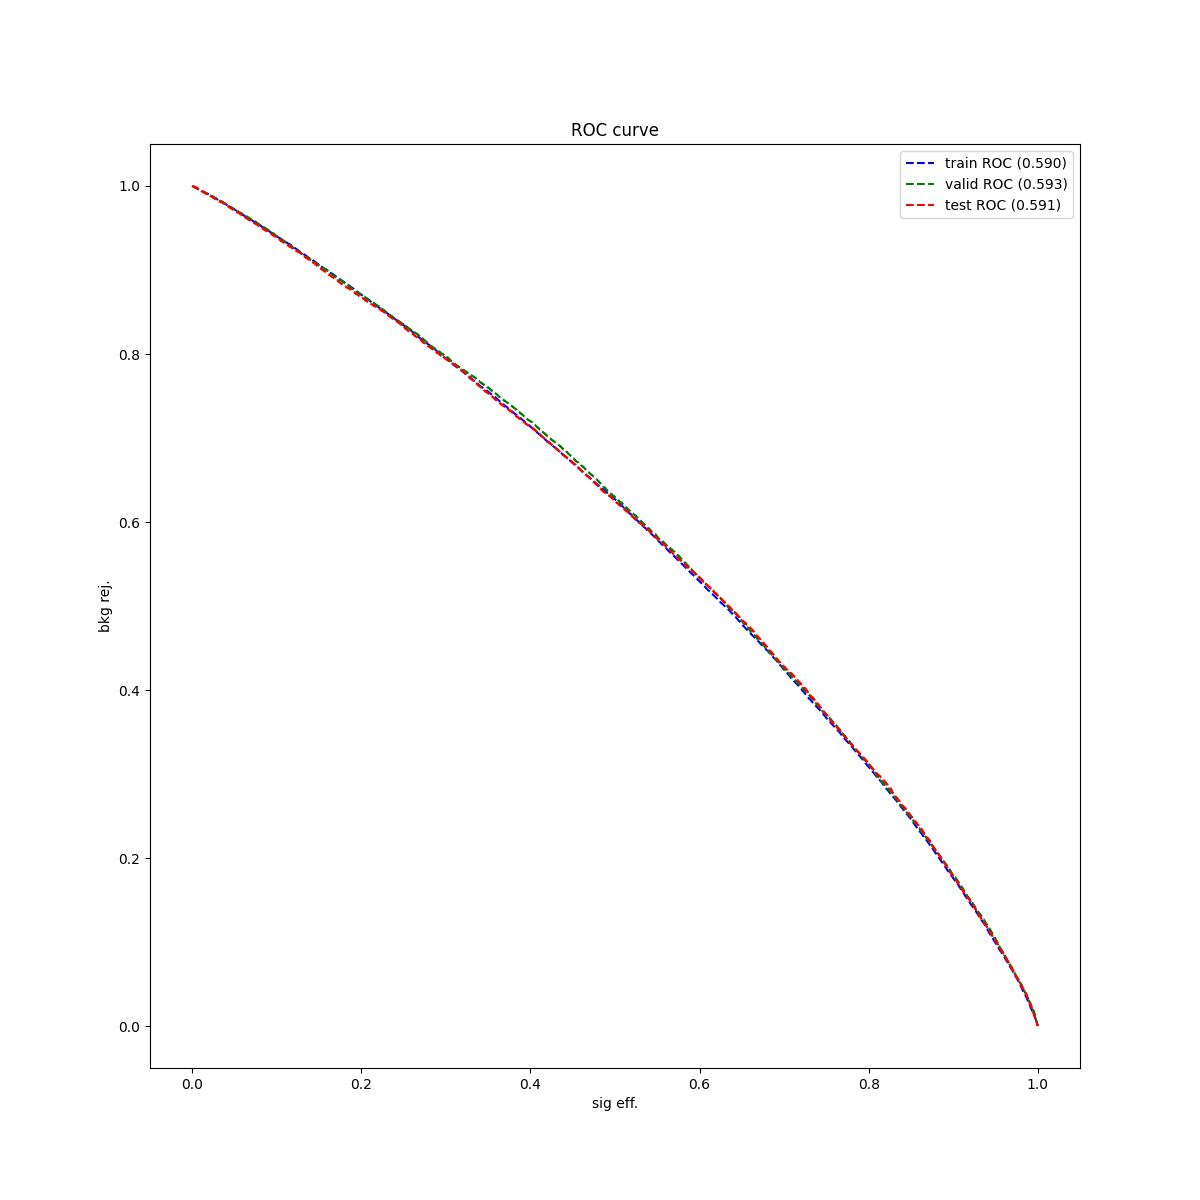 ROC curve
train ROC (0.590)
valid ROC (0.593)
test ROC (0.591)
1.0
0.8
0.6
0.4
0.2
0.0
bkg rej.
0.0 0.2 0.4 0.6 0.8 1.0
sig eff.